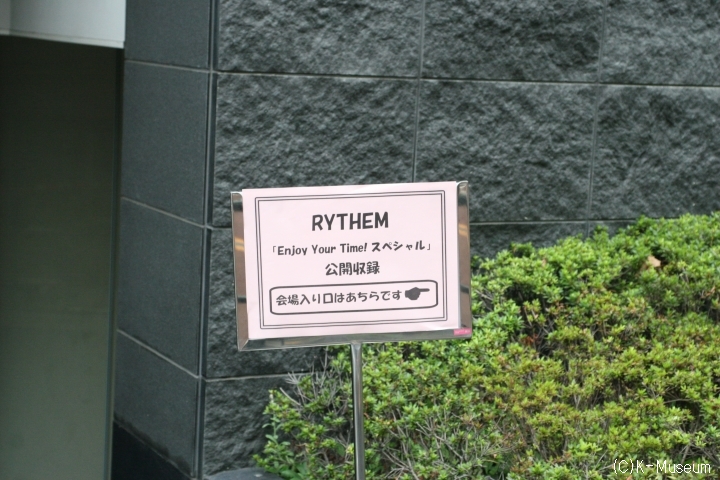 RYTHEM
「Enjoy Your Time! スペシャル」
公開収録
会場入り口はあちらです
(C)K-Museum